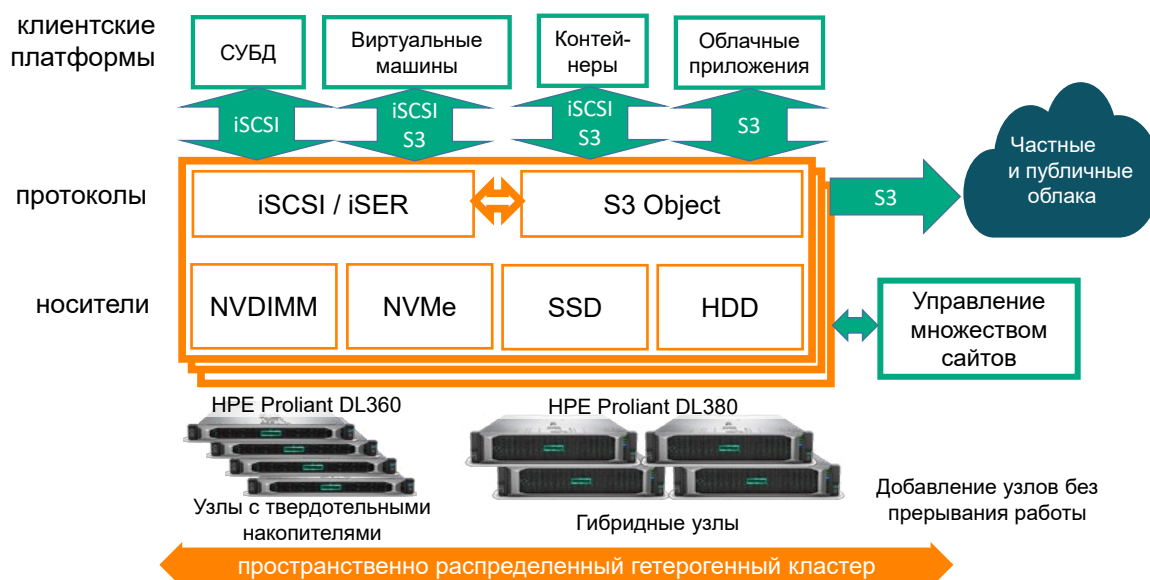 клиентские
платформы
СУБД
Виртуальные
машины
Контей-
неры
Облачные
приложения
iSCSI
iSCSI
S3
iSCSI
S3
S3
протоколы
iSCSI / iSER
S3 Object
S3
Частные
и публичные
облака
носители
NVDIMM
NVMe
SSD
HDD
Управление
множеством
сайтов
HPE Proliant DL360
HPE Proliant DL380
Узлы с твердотельными
накопителями
Гибридные узлы
Добавление узлов без
прерывания работы
пространственно распределенный гетерогенный кластер